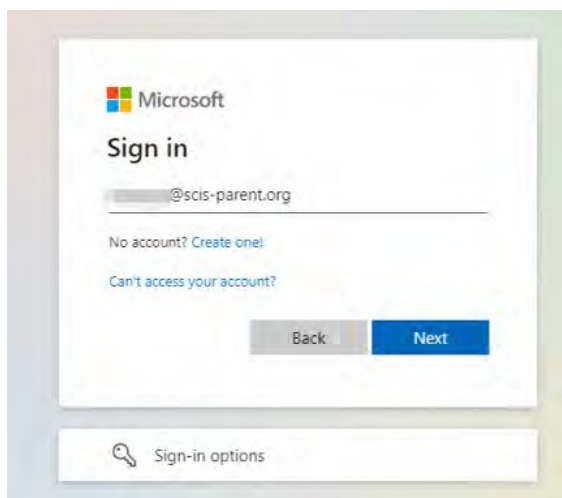 Microsoft
Sign in
@scis-parent.org
No account? Create one!
Can't access your account?
Back Next
Sign-in options